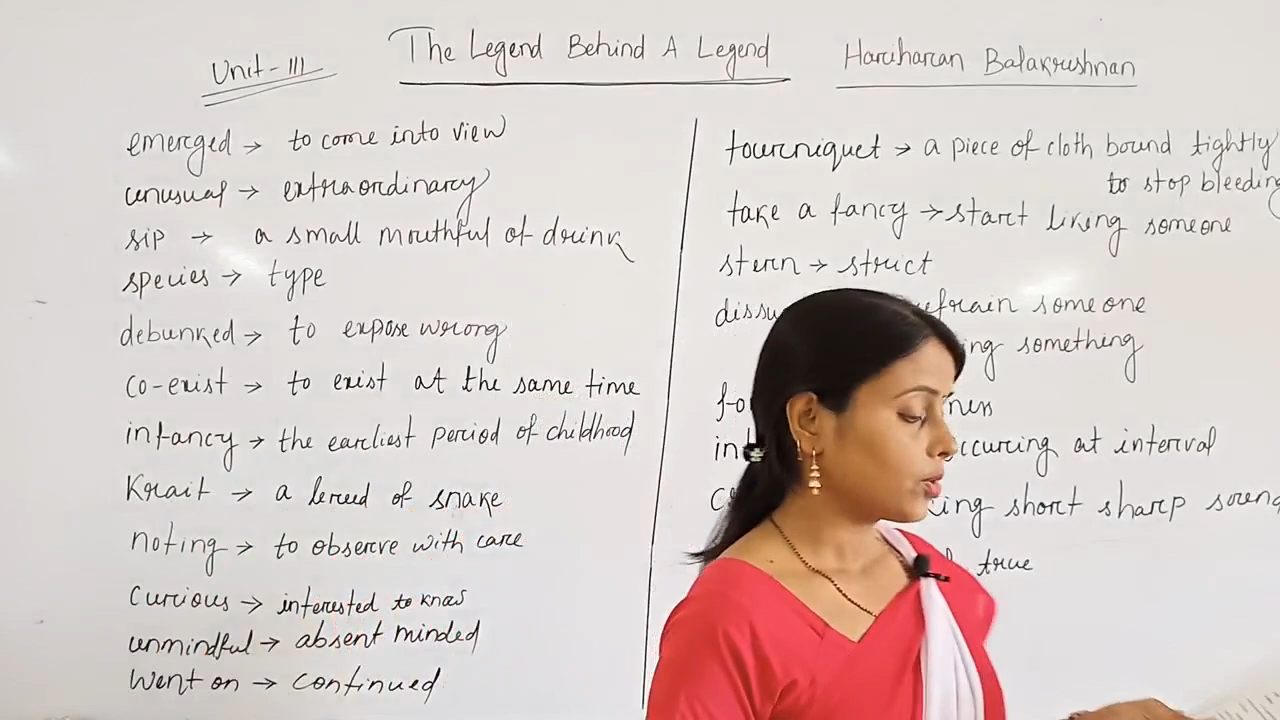 Unit-III
The Legend Behind A Legend
Hariharan Balakrishnan
emerged → to come into view
unusual → extraordinary
sip → a small mouthful of drink
species → type
debunked → to expose wrong
co-exist → to exist at the same time
infancy → the earliest period of childhood
Krait → a breed of snake
noting → to observe with care
curious → interested to know
unmindful → absent minded
went on → continued
tourniquet → a piece of cloth bound tightly
to stop bleeding
take a fancy → start liking someone
stern → strict
refrain someone
something
occuring at interval
short sharp sound
true